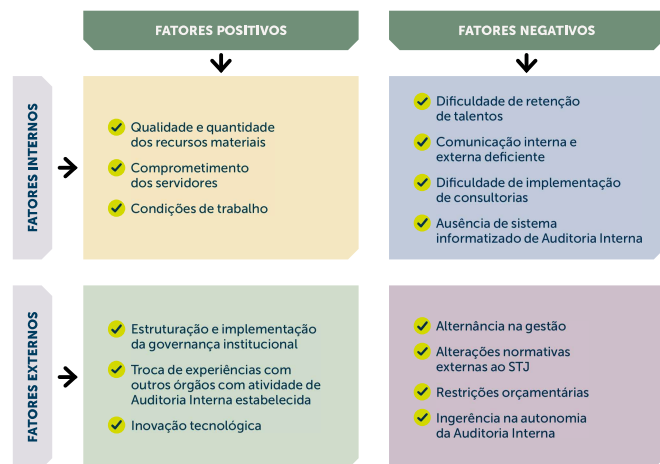 FATORES POSITIVOS
FATORES NEGATIVOS
FATORES INTERNOS
Qualidade e quantidade
dos recursos materiais
Comprometimento
dos servidores
Condições de trabalho
Dificuldade de retenção
de talentos
Comunicação interna e
externa deficiente
Dificuldade de implementação
de consultorias
Ausência de sistema
informatizado de Auditoria Interna
FATORES EXTERNOS
Estruturação e implementação
da governança institucional
Troca de experiências com
outros órgãos com atividade de
Auditoria Interna estabelecida
Inovação tecnológica
Alternância na gestão
Alterações normativas
externas ao STJ
Restrições orçamentárias
Ingerência na autonomia
da Auditoria Interna